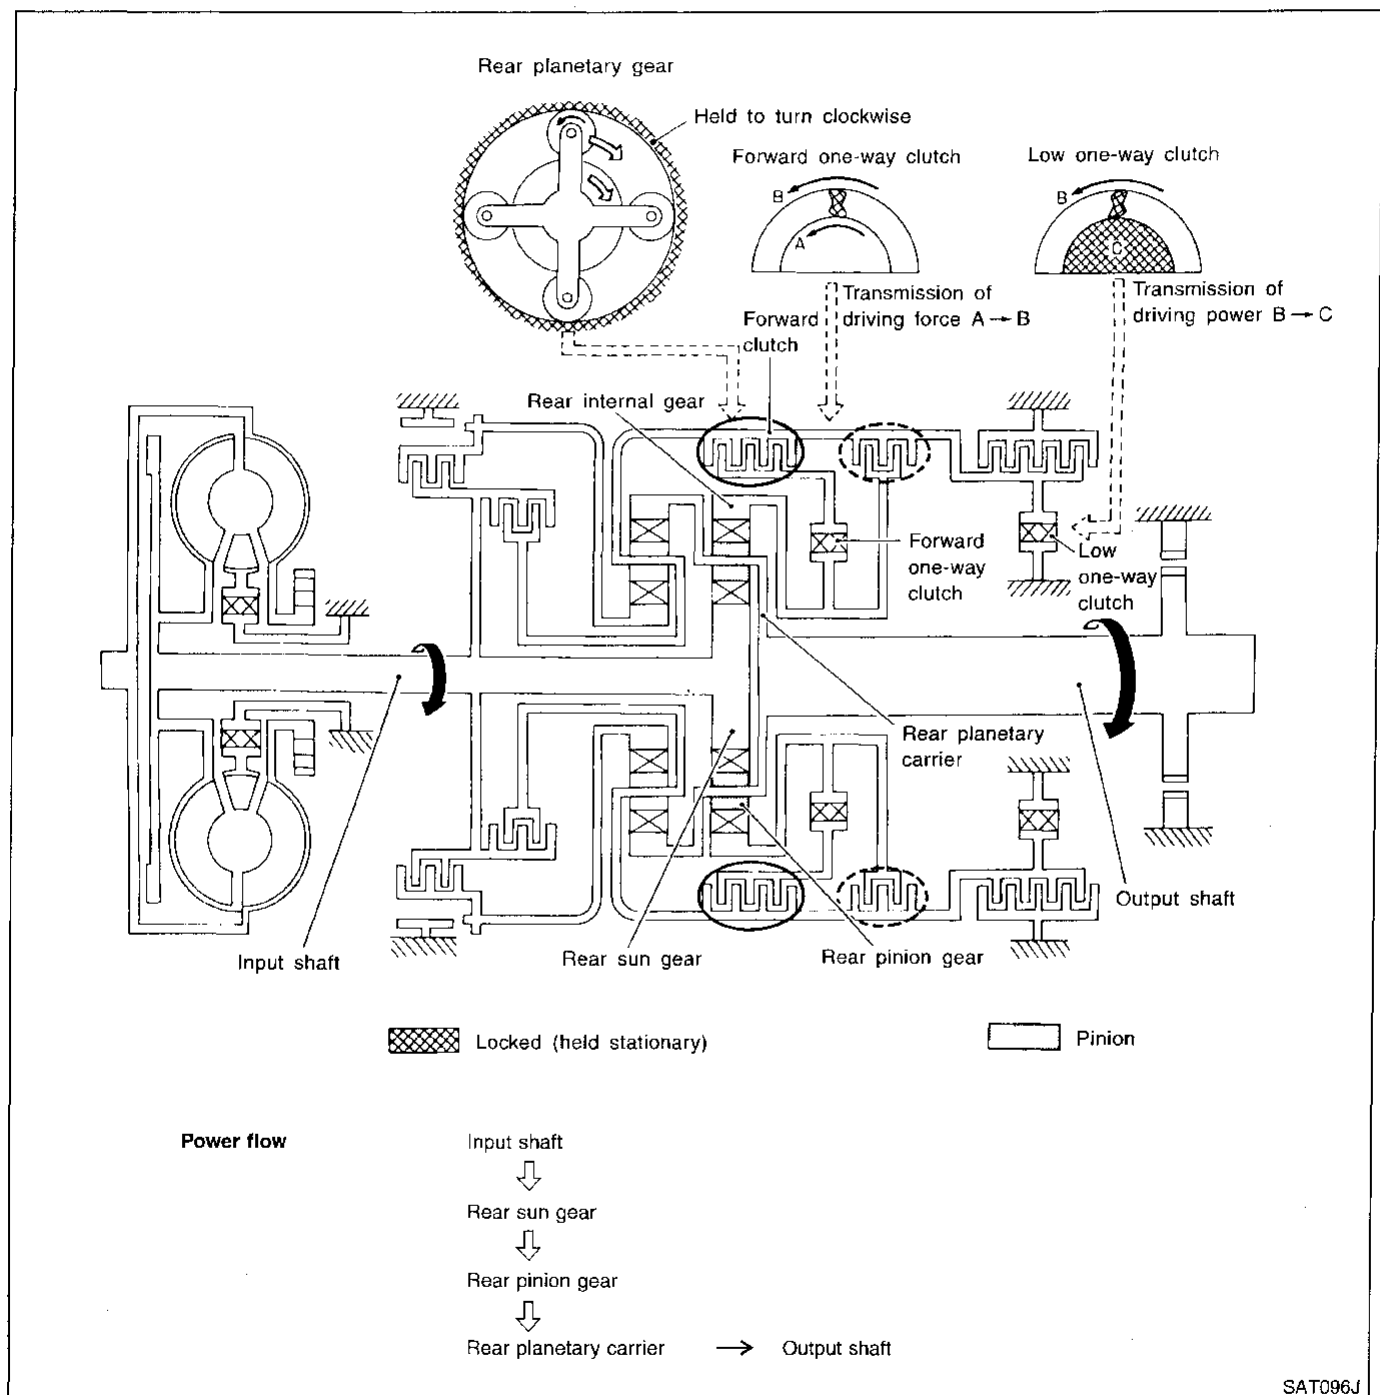 Rear planetary gear
Held to turn clockwise
Forward one-way clutch
Low one-way clutch
B
A
B
C
Transmission of
driving force A → B
Transmission of
driving power B → C
Forward
clutch
Rear internal gear
Forward
one-way
clutch
Low
one-way
clutch
Rear planetary
carrier
Output shaft
Input shaft
Rear sun gear
Rear pinion gear
Locked (held stationary)
Pinion
Power flow
Input shaft
Rear sun gear
Rear pinion gear
Rear planetary carrier → Output shaft
SAT096J